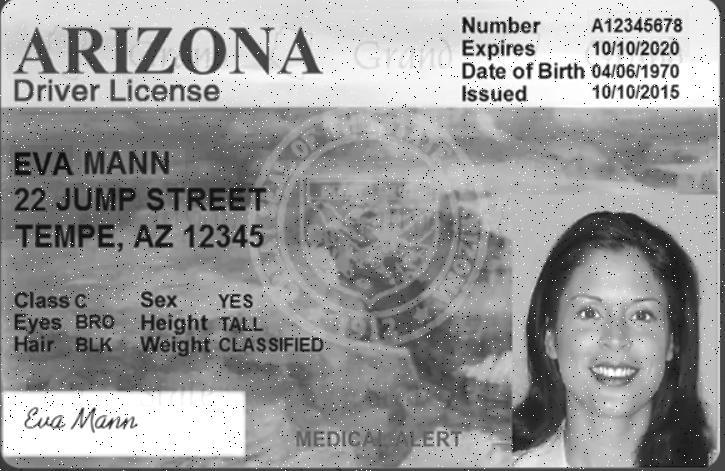 ARIZONA
Driver License
Number A12345678
Expires 10/10/2020
Date of Birth 04/06/1970
Issued 10/10/2015
Grand
EVA MANN
22 JUMP STREET
TEMPE, AZ 12345
1912
Class C Sex YES
Eyes BRO Height TALL
Hair BLK Weight CLASSIFIED
Eva Mann
MEDICAL ALERT